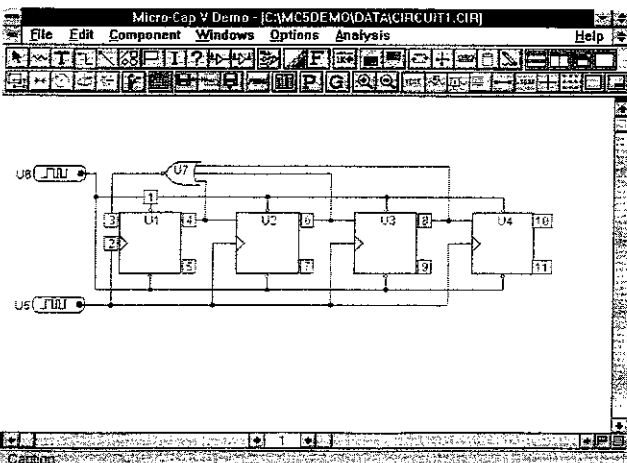 Micro-Cap V Demo - [C:\MC5DEMO\DATA\CIRCUIT1.CIR]
File Edit Component Windows Options Analysis Help
T I ? F
P G
U7
U6
1
3 U1 4 U2 6 U3 8 U4 10
2
5 7 9 11
U5
1
Caption